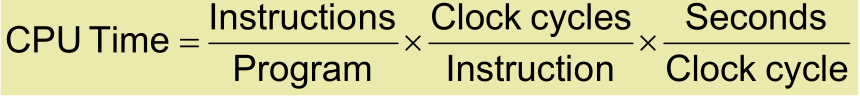 CPU Time = Instructions / Program × Clock cycles / Instruction × Seconds / Clock cycle